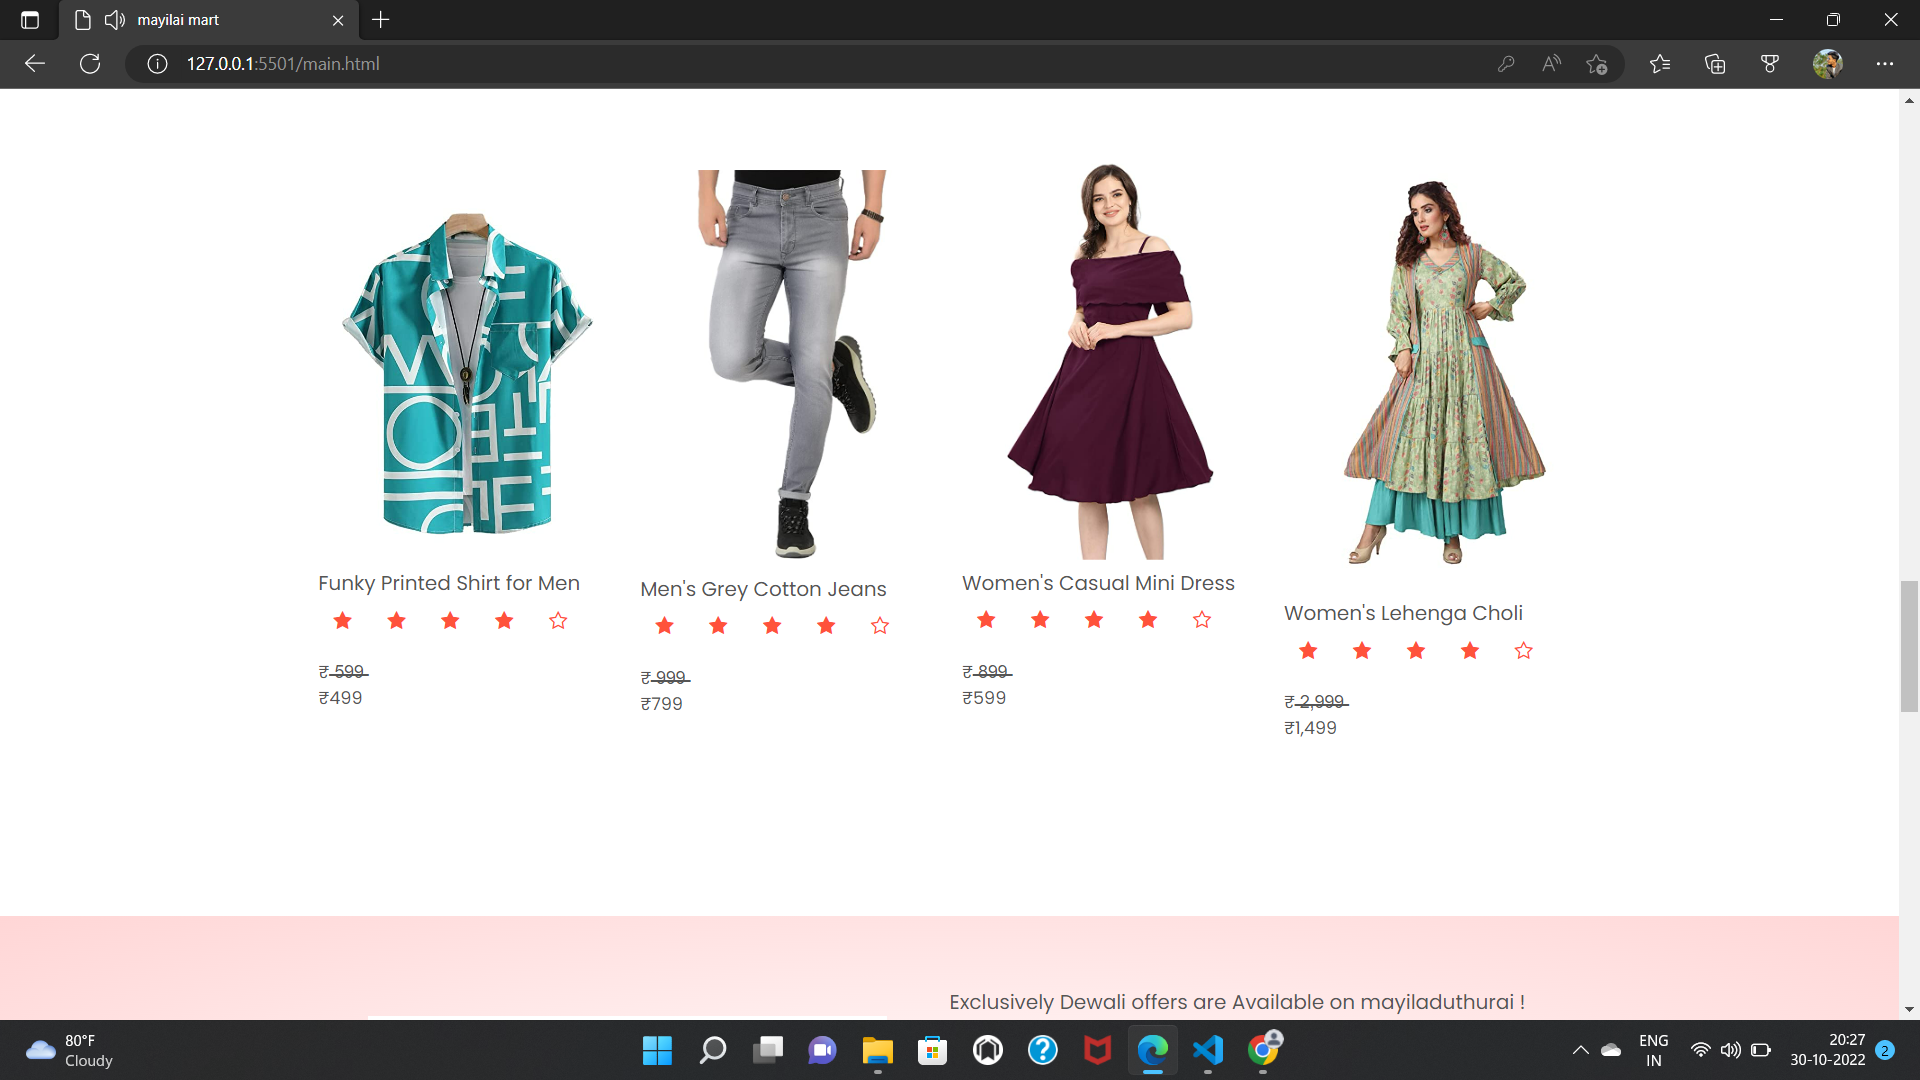 mayilai mart
127.0.0.1:5501/main.html
Funky Printed Shirt for Men
₹ 599
₹499
Men's Grey Cotton Jeans
₹ 999
₹799
Women's Casual Mini Dress
₹ 899
₹599
Women's Lehenga Choli
₹ 2,999
₹1,499
Exclusively Dewali offers are Available on mayiladuthurai !
80°F
Cloudy
ENG
IN
20:27
30-10-2022
2